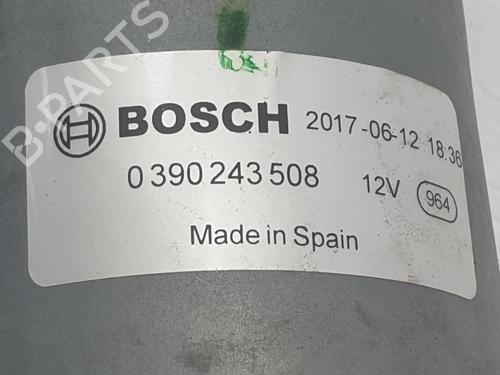 B-PARTS
BOSCH 2017-06-12 18:36
0 390 243 508 12V 964
Made in Spain